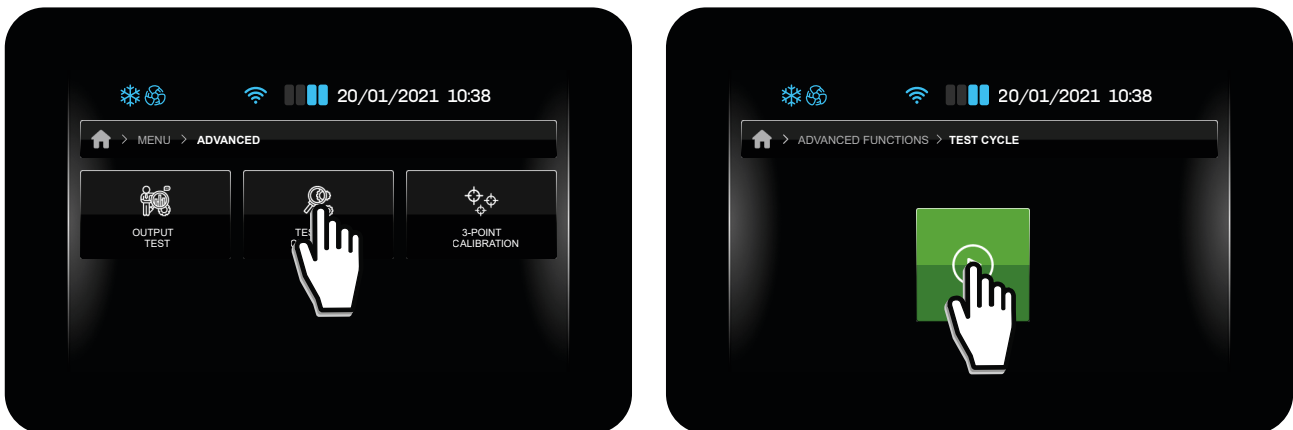 20/01/2021 10:38
> MENU > ADVANCED
OUTPUT
TEST
3-POINT
CALIBRATION
20/01/2021 10:38
> ADVANCED FUNCTIONS > TEST CYCLE